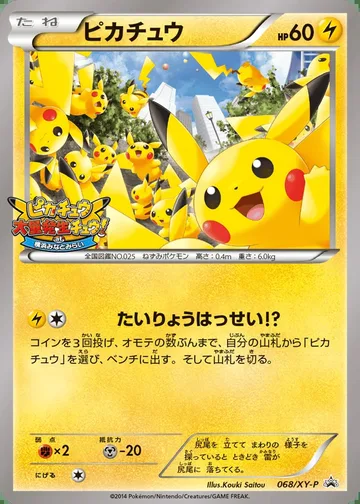 たね
ピカチュウ
HP60
ピカチュウ
大量発生チュウ!
at
横浜みなとみらい
全国図鑑NO.025 ねずみポケモン 高さ:0.4m 重さ:6.0kg
たいりょうはっせい!?
コインを3回投げ、オモテの数ぶんまで、自分の山札から「ピカ
チュウ」を選び、ベンチに出す。そして山札を切る。
弱点 ×2 抵抗力 -20
にげる
尻尾を 立てて まわりの 様子を
探っていると ときどき 雷が
尻尾に 落ちてくる。
Illus.Kouki Saitou 068/XY-P
©2014 Pokémon/Nintendo/Creatures/GAME FREAK.